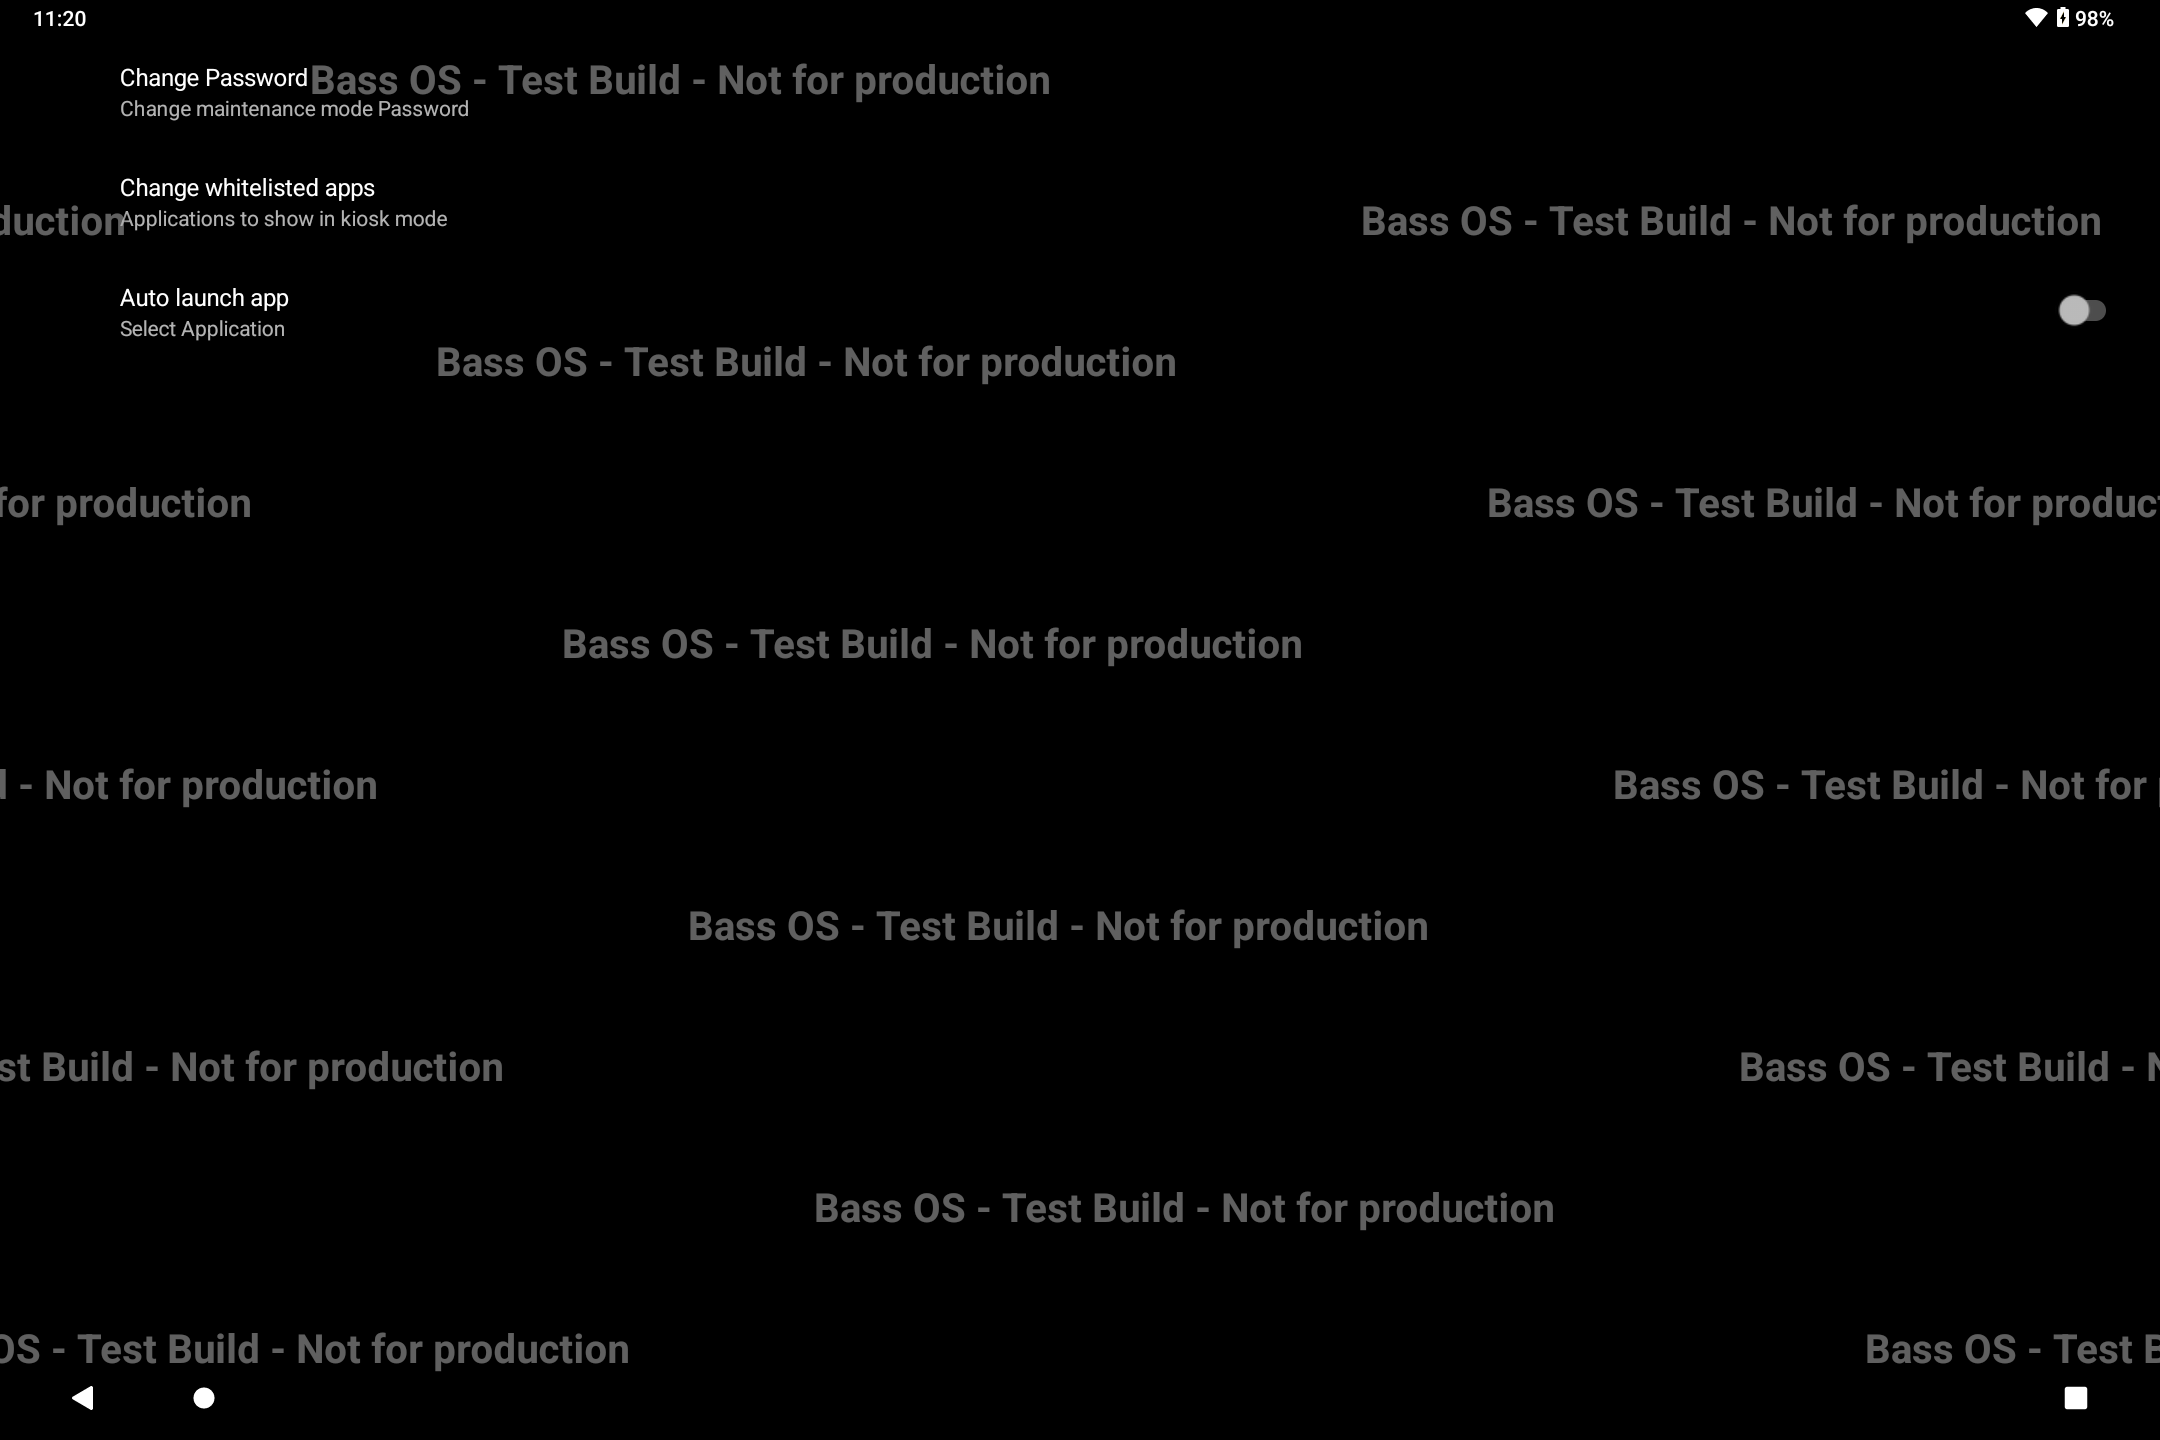 11:20
98%
Change Password
Bass OS - Test Build - Not for production
Change maintenance mode Password
Change whitelisted apps
Applications to show in kiosk mode
duction
Bass OS - Test Build - Not for production
Auto launch app
Select Application
Bass OS - Test Build - Not for production
for production
Bass OS - Test Build - Not for produc
Bass OS - Test Build - Not for production
- Not for production
Bass OS - Test Build - Not for
Bass OS - Test Build - Not for production
st Build - Not for production
Bass OS - Test Build - N
Bass OS - Test Build - Not for production
OS - Test Build - Not for production
Bass OS - Test B